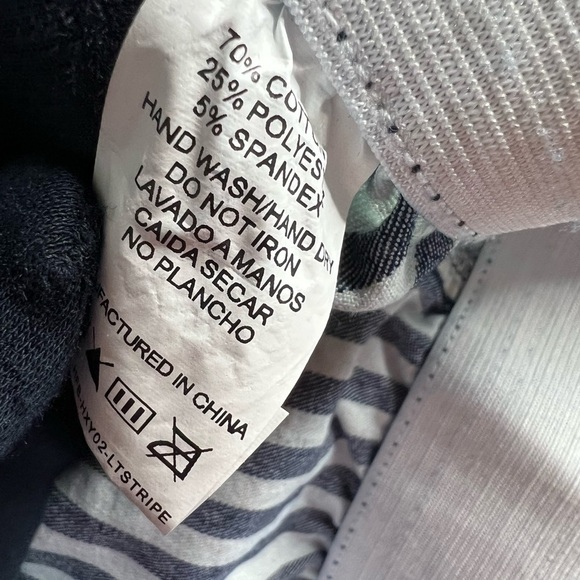 70% COTT
25% POLYES
5% SPANDEX
HAND WASH/HAND DRY
DO NOT IRON
LAVADO A MANOS
CAIDA SECAR
NO PLANCHO
FACTURED IN CHINA
-HXY02-LTSTRIPE